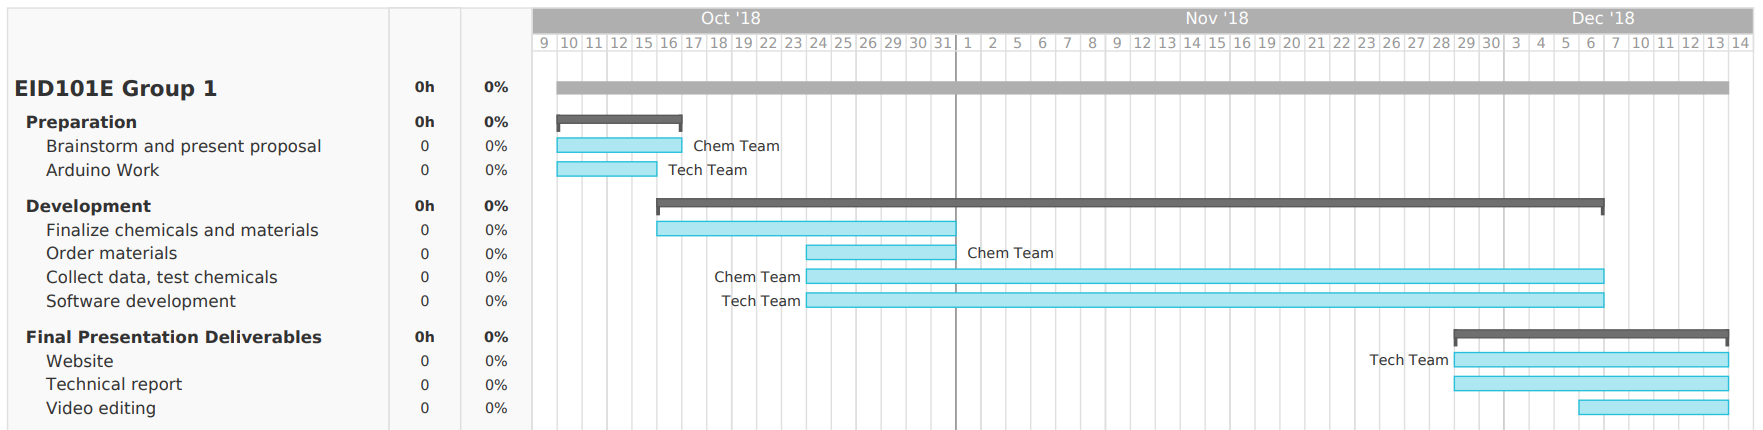 Oct '18 Nov '18 Dec '18
9 10 11 12 15 16 17 18 19 22 23 24 25 26 29 30 31 1 2 5 6 7 8 9 12 13 14 15 16 19 20 21 22 23 26 27 28 29 30 3 4 5 6 7 10 11 12 13 14
EID101E Group 1 0h 0%
Preparation 0h 0%
Brainstorm and present proposal 0 0% Chem Team
Arduino Work 0 0% Tech Team
Development 0h 0%
Finalize chemicals and materials 0 0%
Order materials 0 0% Chem Team
Collect data, test chemicals 0 0% Chem Team
Software development 0 0% Tech Team
Final Presentation Deliverables 0h 0%
Website 0 0% Tech Team
Technical report 0 0%
Video editing 0 0%